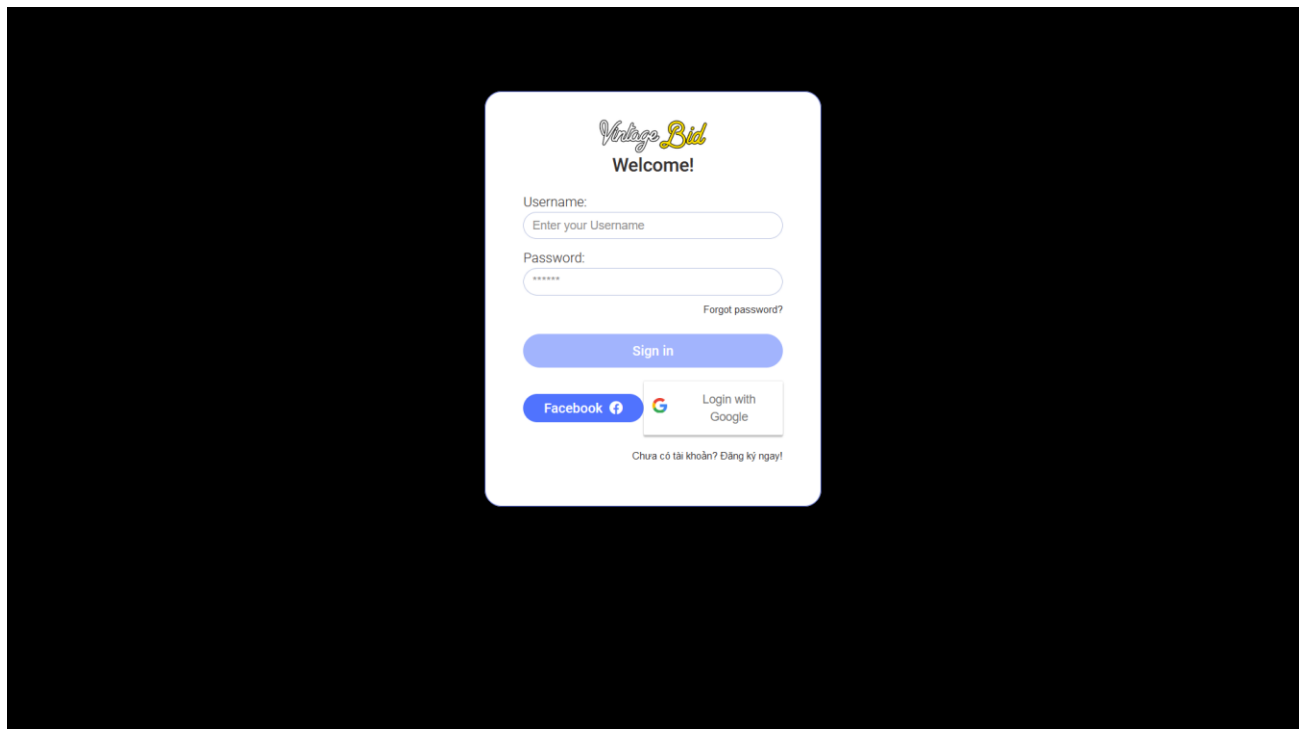 Vintage Bid
Welcome!
Username:
Enter your Username
Password:
******
Forgot password?
Sign in
Facebook
Login with
Google
Chưa có tài khoản? Đăng ký ngay!